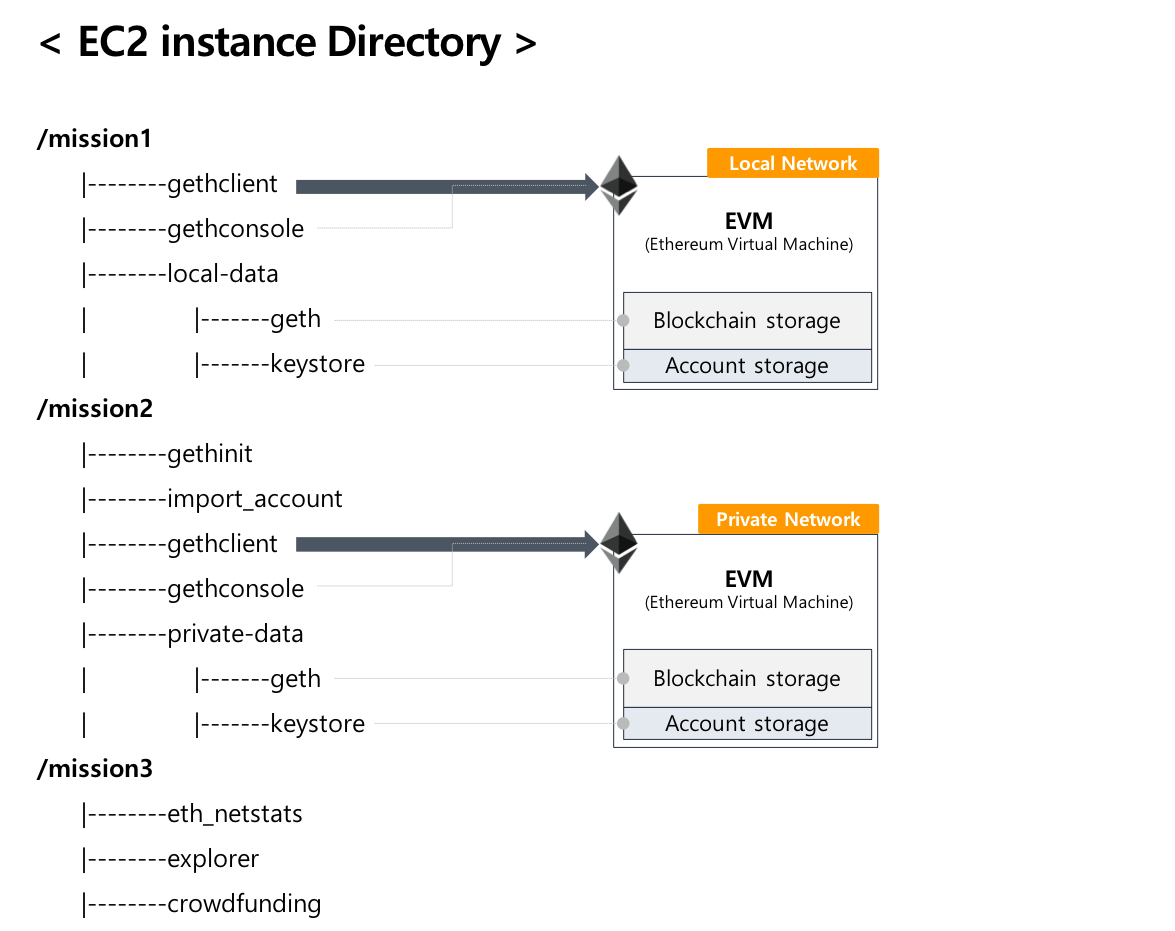 < EC2 instance Directory >
/mission1
|--------gethclient
|--------gethconsole
|--------local-data
|        |-------geth
|        |-------keystore
Local Network
EVM
(Ethereum Virtual Machine)
Blockchain storage
Account storage
/mission2
|--------gethinit
|--------import_account
|--------gethclient
|--------gethconsole
|--------private-data
|        |-------geth
|        |-------keystore
Private Network
EVM
(Ethereum Virtual Machine)
Blockchain storage
Account storage
/mission3
|--------eth_netstats
|--------explorer
|--------crowdfunding